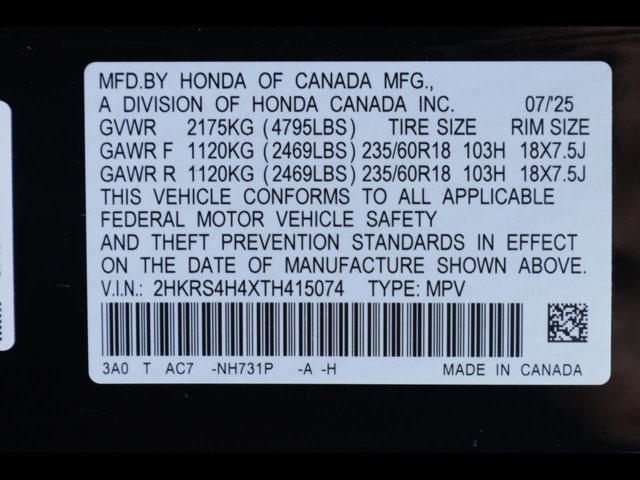 MFD.BY HONDA OF CANADA MFG.,
A DIVISION OF HONDA CANADA INC. 07/'25
GVWR 2175KG (4795LBS) TIRE SIZE RIM SIZE
GAWR F 1120KG (2469LBS) 235/60R18 103H 18X7.5J
GAWR R 1120KG (2469LBS) 235/60R18 103H 18X7.5J
THIS VEHICLE CONFORMS TO ALL APPLICABLE
FEDERAL MOTOR VEHICLE SAFETY
AND THEFT PREVENTION STANDARDS IN EFFECT
ON THE DATE OF MANUFACTURE SHOWN ABOVE.
V.I.N.: 2HKRS4H4XTH415074 TYPE: MPV
3A0 T AC7 -NH731P -A -H MADE IN CANADA